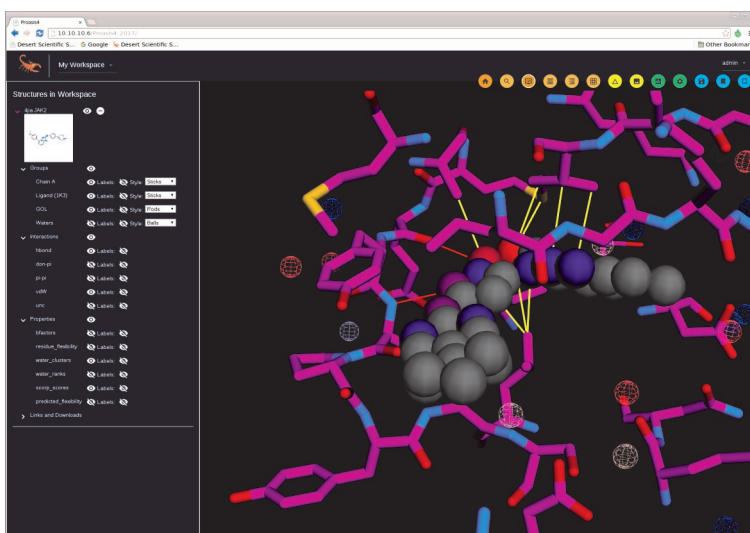 Proasis4
10.10.10.6/Proasis4_2017/
Desert Scientific S... Google Desert Scientific S... Other Bookmar
My Workspace admin
Structures in Workspace
4jia JAK2
Groups
Chain A Labels: Style Sticks
Ligand (1K3) Labels: Style Sticks
GOL Labels: Style
Waters Labels: Style Balls
Interactions
hbond Labels:
don-pi Labels:
pi-pi Labels:
vdW Labels:
unc Labels:
Properties
bfactors Labels:
residue_flexibility Labels:
water_clusters Labels:
water_ranks Labels:
scorp_scores Labels:
predicted_flexibility Labels:
Links and Downloads